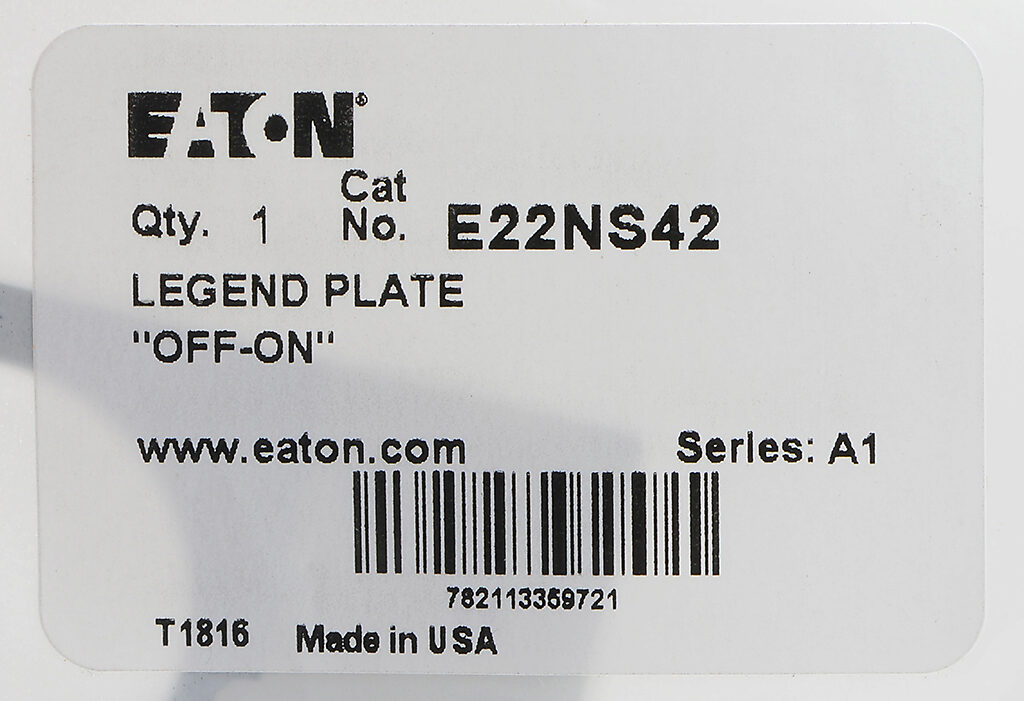 EATON®
Qty. 1 Cat No. E22NS42
LEGEND PLATE
"OFF-ON"
www.eaton.com Series: A1
782113369721
T1816 Made in USA